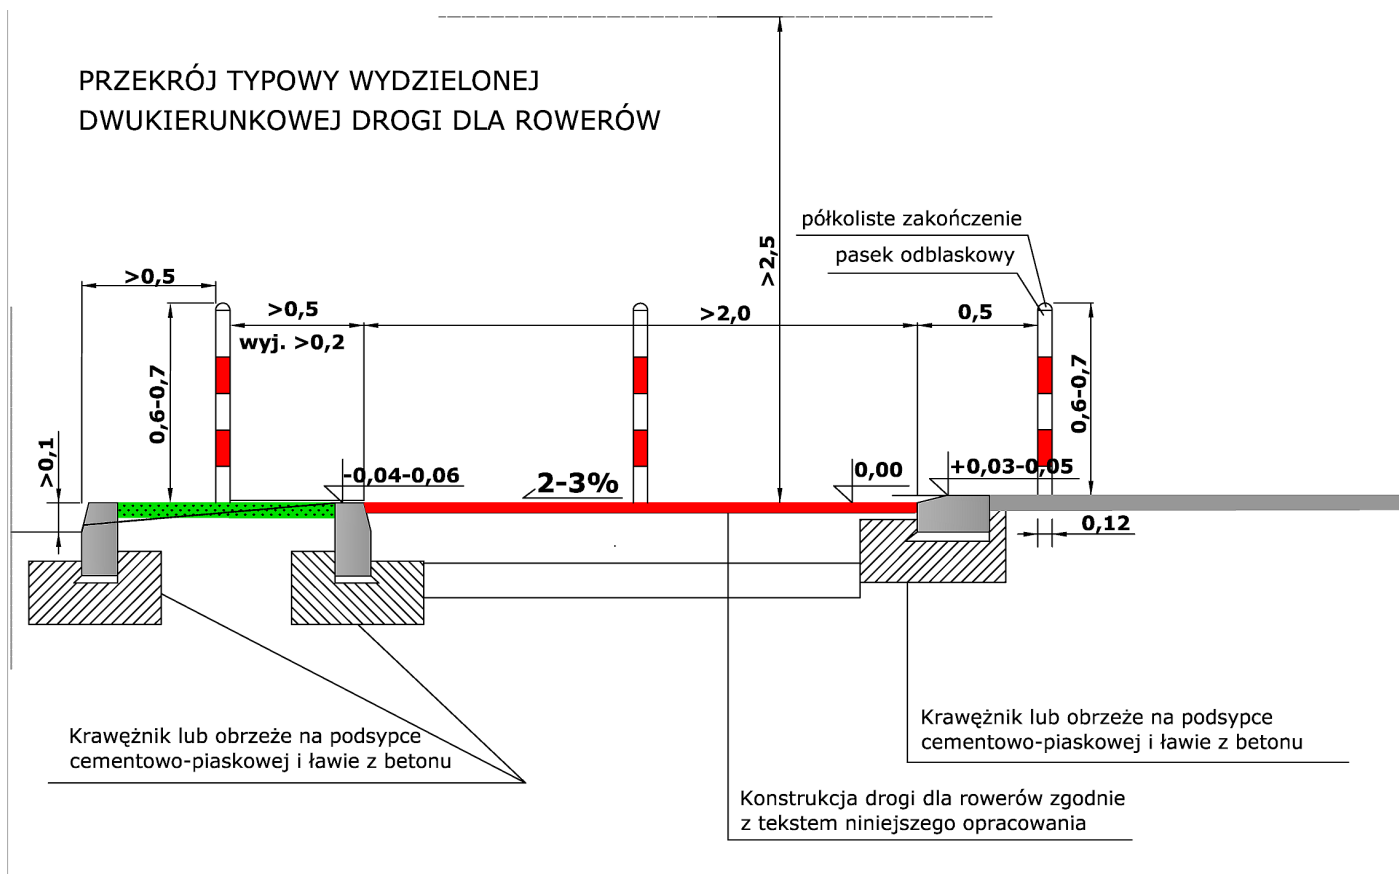 PRZEKRÓJ TYPOWY WYDZIELONEJ
DWUKIERUNKOWEJ DROGI DLA ROWERÓW
>2,5
półkoliste zakończenie
pasek odblaskowy
>0,5
>0,5
wyj. >0,2
>2,0
0,5
0,6-0,7
0,6-0,7
>0,1
-0,04-0,06
2-3%
0,00
+0,03-0,05
0,12
Krawężnik lub obrzeże na podsypce
cementowo-piaskowej i ławie z betonu
Krawężnik lub obrzeże na podsypce
cementowo-piaskowej i ławie z betonu
Konstrukcja drogi dla rowerów zgodnie
z tekstem niniejszego opracowania